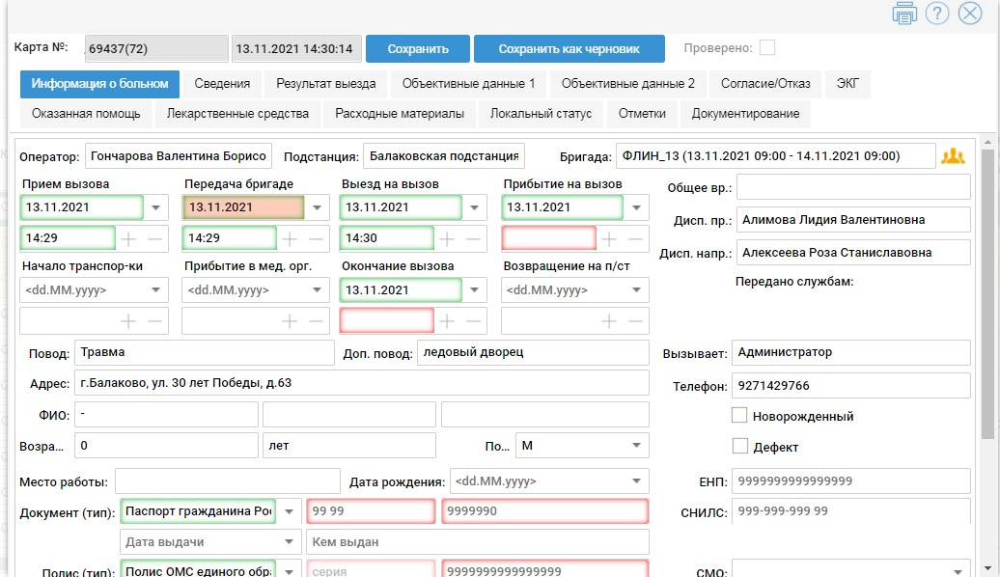 Карта №: 69437(72) 13.11.2021 14:30:14 Сохранить Сохранить как черновик Проверено:
Информация о больном Сведения Результат выезда Объективные данные 1 Объективные данные 2 Согласие/Отказ ЭКГ
Оказанная помощь Лекарственные средства Расходные материалы Локальный статус Отметки Документирование
Оператор: Гончарова Валентина Борисо Подстанция: Балаковская подстанция Бригада: ФЛИН_13 (13.11.2021 09:00 - 14.11.2021 09:00)
Прием вызова Передача бригаде Выезд на вызов Прибытие на вызов Общее вр.:
13.11.2021 13.11.2021 13.11.2021 13.11.2021 Дисп. пр.: Алимова Лидия Валентиновна
14:29 14:29 14:30
Дисп. напр.: Алексеева Роза Станиславовна
Начало транспор-ки Прибытие в мед. орг. Окончание вызова Возвращение на п/ст
Передано службам:
<dd.MM.yyyy> <dd.MM.yyyy> 13.11.2021 <dd.MM.yyyy>
Повод: Травма Доп. повод: ледовый дворец Вызывает: Администратор
Адрес: г.Балаково, ул. 30 лет Победы, д.63 Телефон: 9271429766
ФИО: - Новорожденный
Возра... 0 лет По... М Дефект
Место работы: Дата рождения: <dd.MM.yyyy> ЕНП: 9999999999999999
Документ (тип): Паспорт гражданина Рос 99 99 9999990 СНИЛС: 999-999-999 99
Дата выдачи Кем выдан
Полис (тип): Полис ОМС единого обра серия 9999999999999999 СМО: